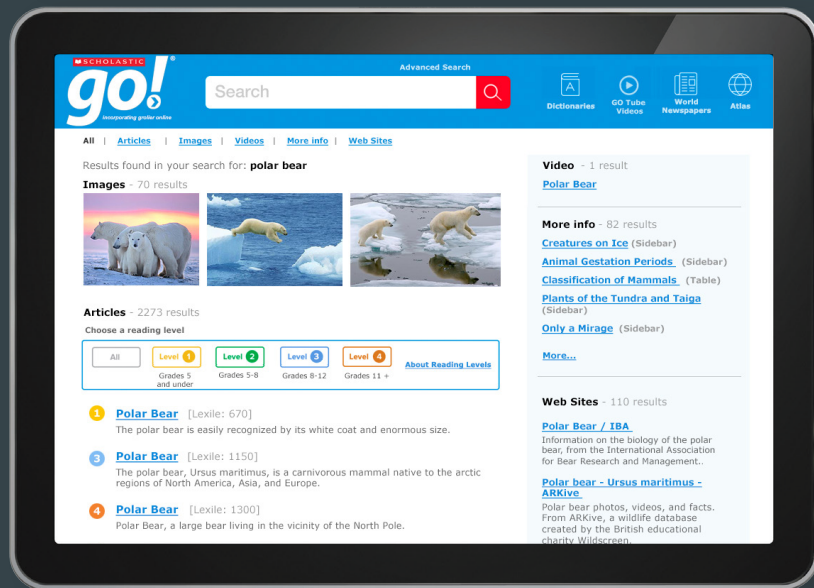 SCHOLASTIC
go!®
incorporating grolier online
Advanced Search
Search
A
Dictionaries
GO Tube
Videos
World
Newspapers
Atlas
All | Articles | Images | Videos | More info | Web Sites
Results found in your search for: polar bear
Images - 70 results
Articles - 2273 results
Choose a reading level
All
Level 1
Grades 5
and under
Level 2
Grades 5-8
Level 3
Grades 8-12
Level 4
Grades 11 +
About Reading Levels
1 Polar Bear [Lexile: 670]
The polar bear is easily recognized by its white coat and enormous size.
3 Polar Bear [Lexile: 1150]
The polar bear, Ursus maritimus, is a carnivorous mammal native to the arctic
regions of North America, Asia, and Europe.
4 Polar Bear [Lexile: 1300]
Polar Bear, a large bear living in the vicinity of the North Pole.
Video - 1 result
Polar Bear
More info - 82 results
Creatures on Ice (Sidebar)
Animal Gestation Periods (Sidebar)
Classification of Mammals (Table)
Plants of the Tundra and Taiga
(Sidebar)
Only a Mirage (Sidebar)
More...
Web Sites - 110 results
Polar Bear / IBA
Information on the biology of the polar
bear, from the International Association
for Bear Research and Management..
Polar bear - Ursus maritimus -
ARKive
Polar bear photos, videos, and facts.
From ARKive, a wildlife database
created by the British educational
charity Wildscreen.